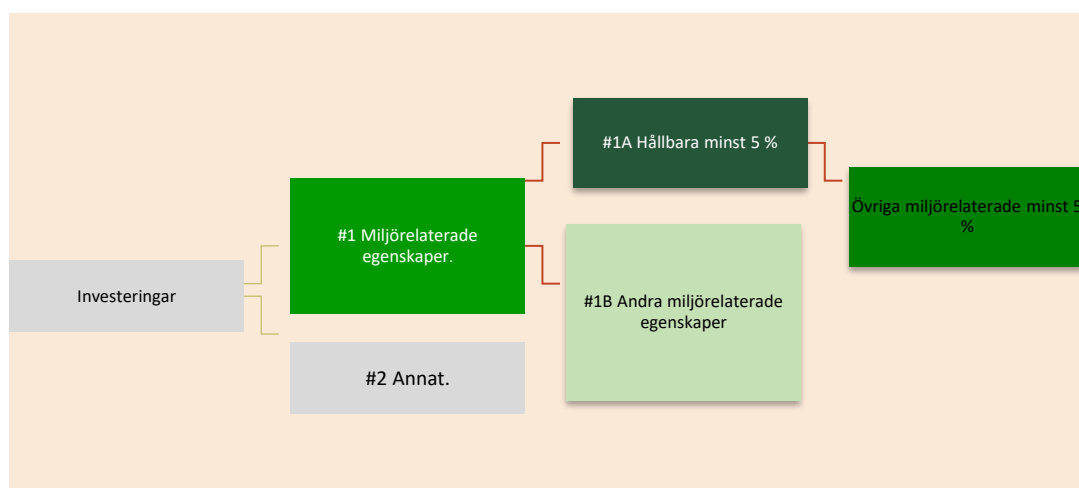 Investeringar
#1 Miljörelaterade
egenskaper.
#2 Annat.
#1A Hållbara minst 5 %
#1B Andra miljörelaterade
egenskaper
Övriga miljörelaterade minst 5
%